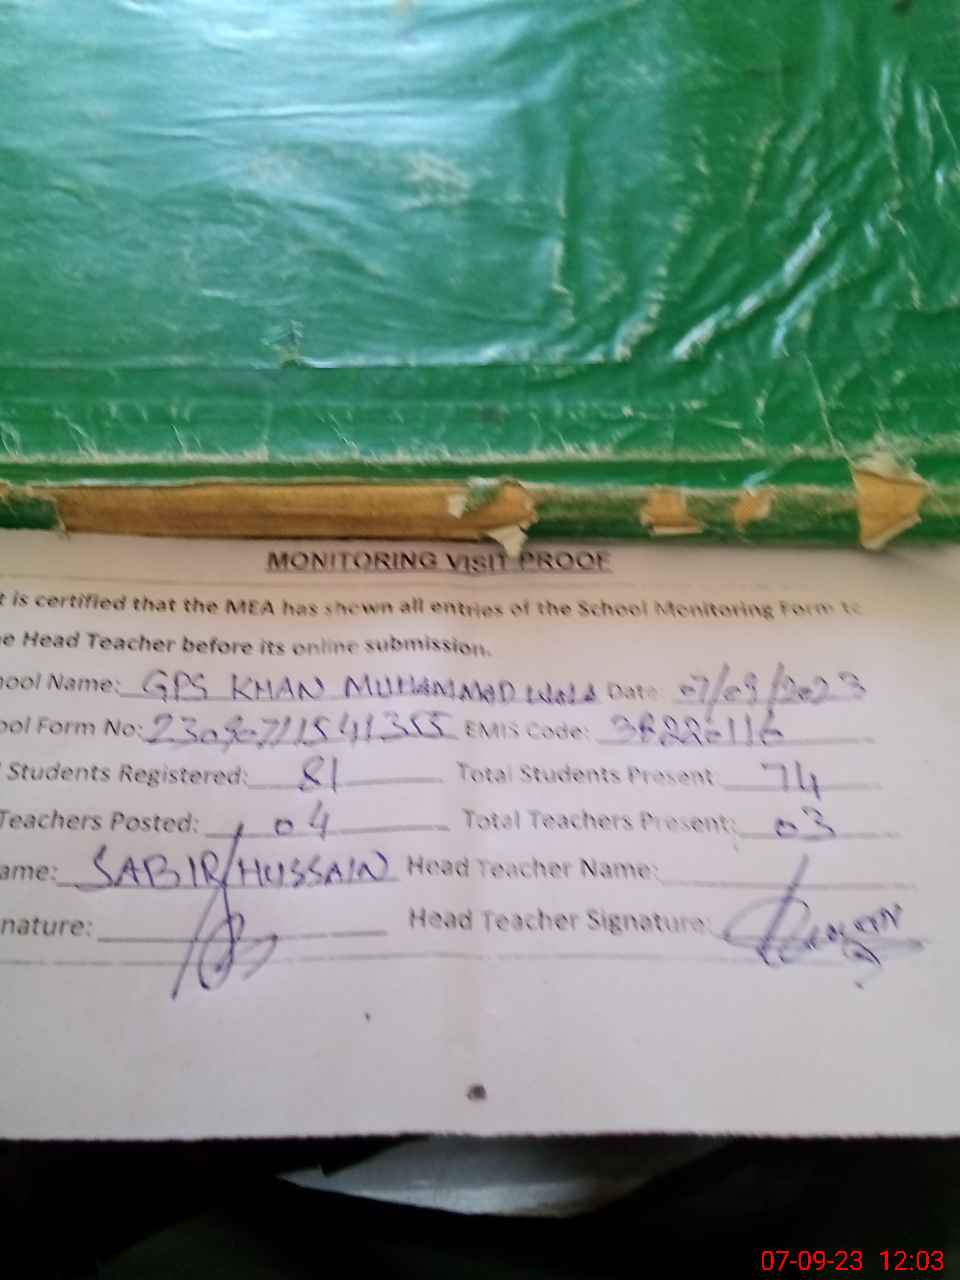 MONITORING VISIT PROOF
t is certified that the MEA has shown all entries of the School Monitoring Form to
e Head Teacher before its online submission.
hool Name: GPS KHAN MUHAMMAD Wala Date: 07/09/2023
ool Form No: EMIS Code:
Students Registered: 81 Total Students Present: 74
Teachers Posted: 04 Total Teachers Present: 03
ame: SABIR HUSSAIN Head Teacher Name:
nature: Head Teacher Signature:
07-09-23 12:03